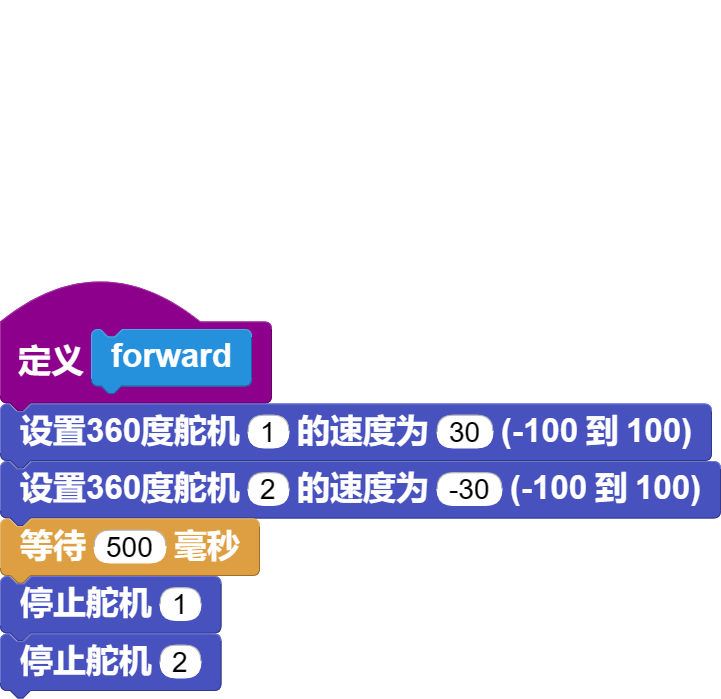 定义 forward
设置360度舵机 1 的速度为 30 (-100 到 100)
设置360度舵机 2 的速度为 -30 (-100 到 100)
等待 500 毫秒
停止舵机 1
停止舵机 2